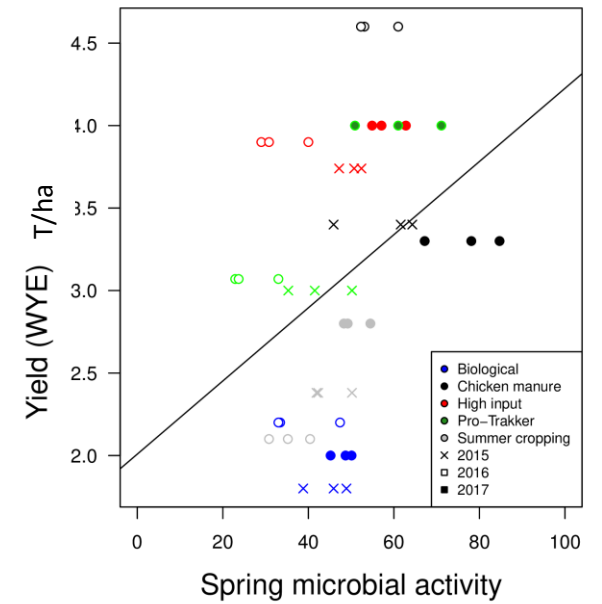 4.5
4.0
3.5
3.0
2.5
2.0
Yield (WYE) T/ha
Biological
Chicken manure
High input
Pro−Trakker
Summer cropping
2015
2016
2017
0 20 40 60 80 100
Spring microbial activity